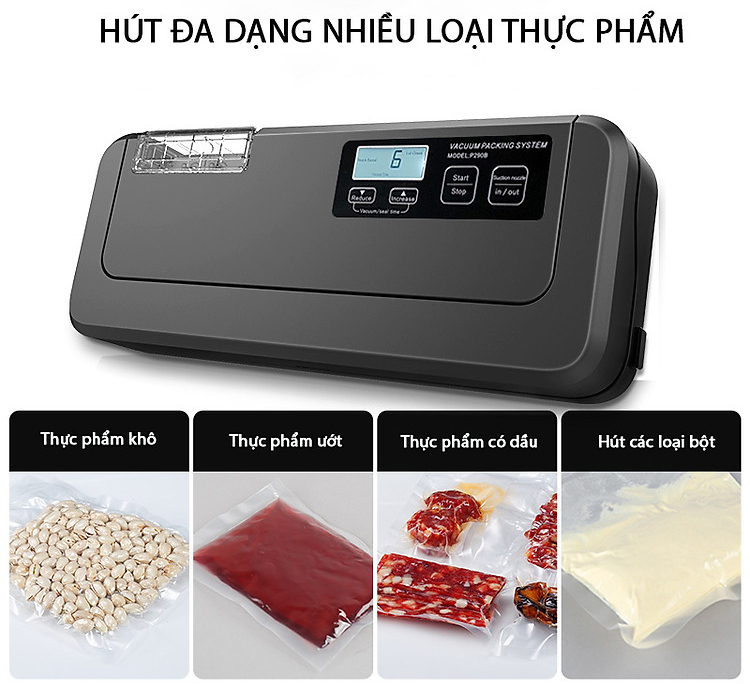 HÚT ĐA DẠNG NHIỀU LOẠI THỰC PHẨM
VACUUM PACKING SYSTEM
MODEL:P290B
6
Start
Stop
Suction nozzle
in / out
Reduce
Increase
Vacuum/seal time
Thực phẩm khô
Thực phẩm ướt
Thực phẩm có dầu
Hút các loại bột